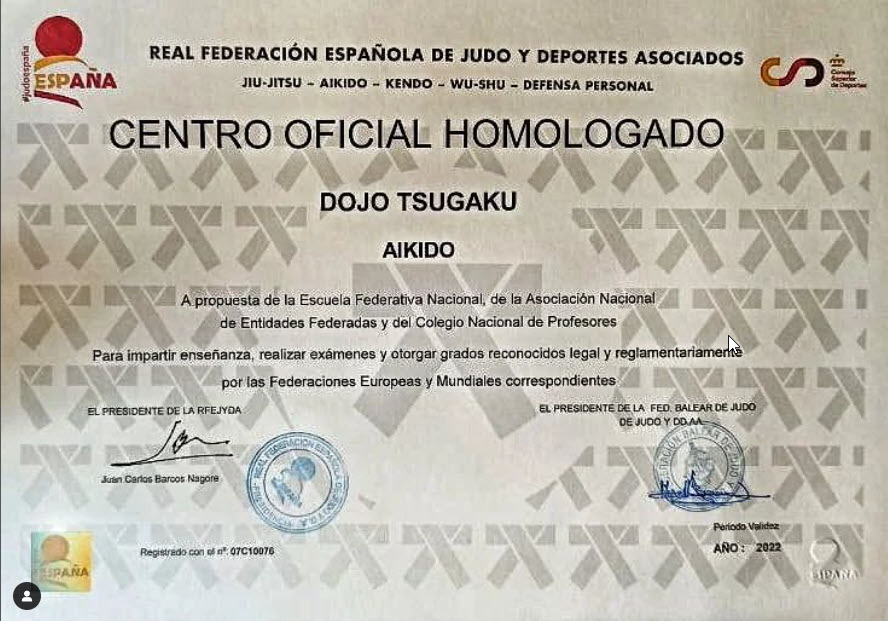 #judoespaña
ESPAÑA
REAL FEDERACIÓN ESPAÑOLA DE JUDO Y DEPORTES ASOCIADOS
JIU-JITSU – AIKIDO – KENDO – WU-SHU – DEFENSA PERSONAL
Consejo
Superior
de Deportes
CENTRO OFICIAL HOMOLOGADO
DOJO TSUGAKU
AIKIDO
A propuesta de la Escuela Federativa Nacional, de la Asociación Nacional
de Entidades Federadas y del Colegio Nacional de Profesores
Para impartir enseñanza, realizar exámenes y otorgar grados reconocidos legal y reglamentariamente
por las Federaciones Europeas y Mundiales correspondientes
EL PRESIDENTE DE LA RFEJYDA
Juan Carlos Barcos Nagore
REAL FEDERACION ESPAÑOLA
EL PRESIDENTE DE LA FED. BALEAR DE JUDO
DE JUDO Y DD.AA.
BALEAR DE JUDO
Periodo Validez
AÑO: 2022
Registrado con el nº: 07C10076
ESPAÑA
ESPAÑA